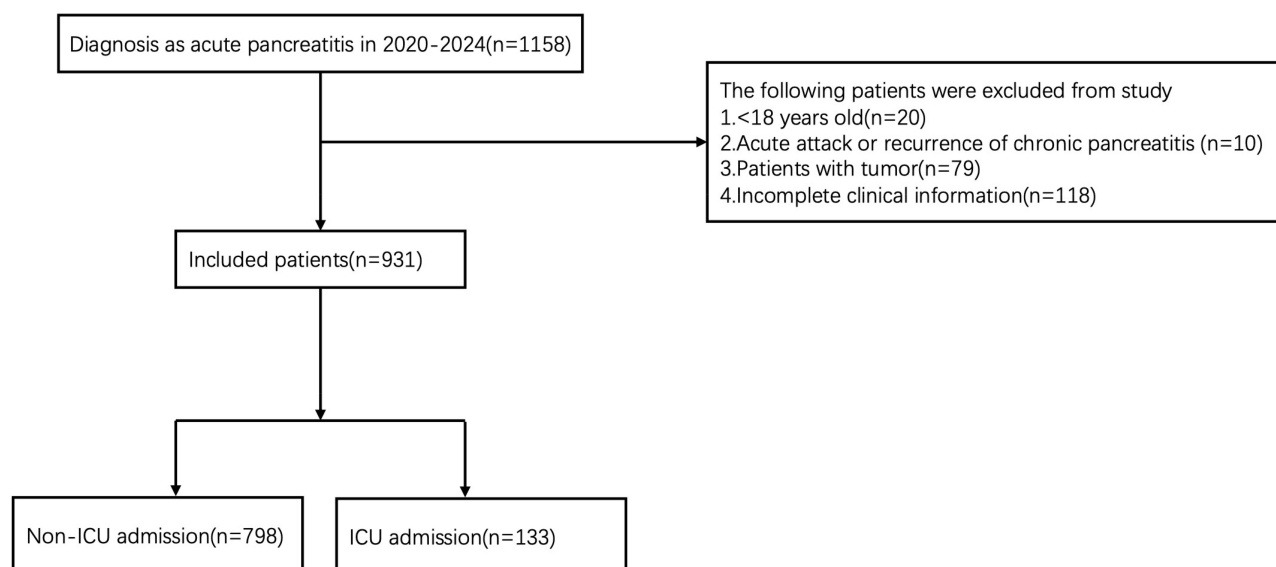 Diagnosis as acute pancreatitis in 2020-2024(n=1158)
The following patients were excluded from study
1.<18 years old(n=20)
2.Acute attack or recurrence of chronic pancreatitis (n=10)
3.Patients with tumor(n=79)
4.Incomplete clinical information(n=118)
Included patients(n=931)
Non-ICU admission(n=798)
ICU admission(n=133)